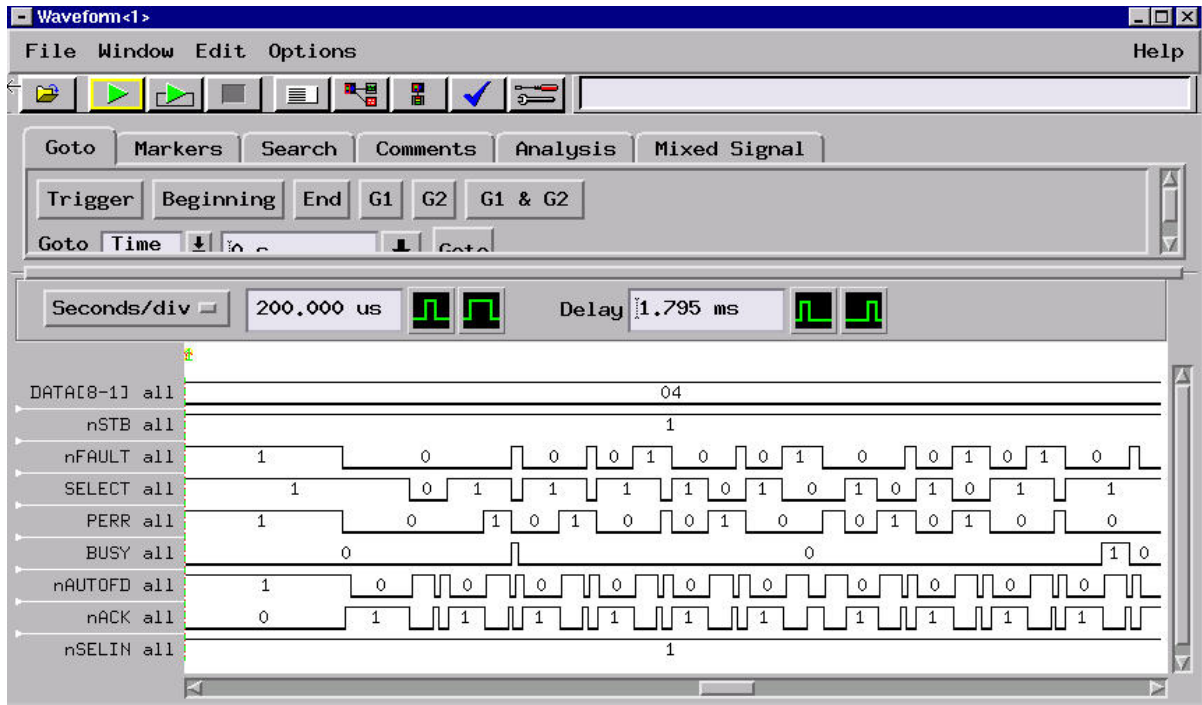 Waveform<1>
File Window Edit Options Help
Goto Markers Search Comments Analysis Mixed Signal
Trigger Beginning End G1 G2 G1 & G2
Goto Time 0 s Goto
Seconds/div 200.000 us Delay 1.795 ms
DATA[8-1] all 04
nSTB all 1
nFAULT all 1 0 0 0 1 0 0 1 0 0 1 0 1 0
SELECT all 1 0 1 1 1 1 0 1 0 1 0 1 0 1 1
PERR all 1 0 1 0 1 0 0 1 0 0 1 0 1 0 0
BUSY all 0 0 1 0
nAUTOFD all 1 0 0 0 0 0 0 0 0 0 0
nACK all 0 1 1 1 1 1 1 1 1 1 1
nSELIN all 1